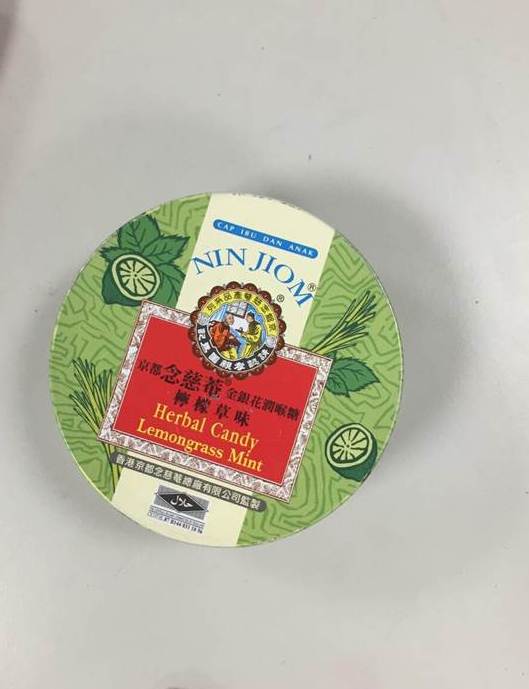 CAP IBU DAN ANAK
NIN JIOM®
®
京都念慈菴®金銀花潤喉糖
檸檬草味
Herbal Candy
Lemongrass Mint
香港京都念慈菴總廠有限公司監製
حلال